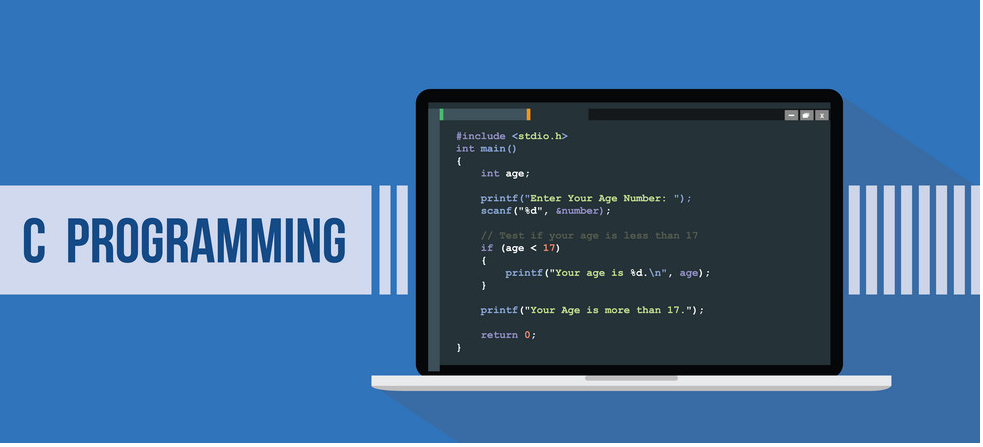 C PROGRAMMING
#include <stdio.h>
int main()
{
    int age;
    printf("Enter Your Age Number: ");
    scanf("%d", &number);
    // Test if your age is less than 17
    if (age < 17)
    {
        printf("Your age is %d.\n", age);
    }
    printf("Your Age is more than 17.");
    return 0;
}